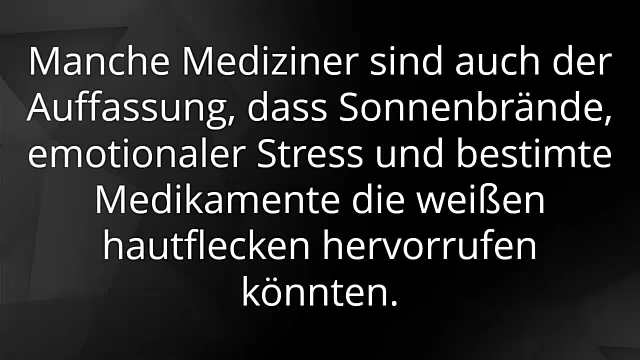 Manche Mediziner sind auch der
Auffassung, dass Sonnenbrände,
emotionaler Stress und bestimte
Medikamente die weißen
hautflecken hervorrufen
könnten.